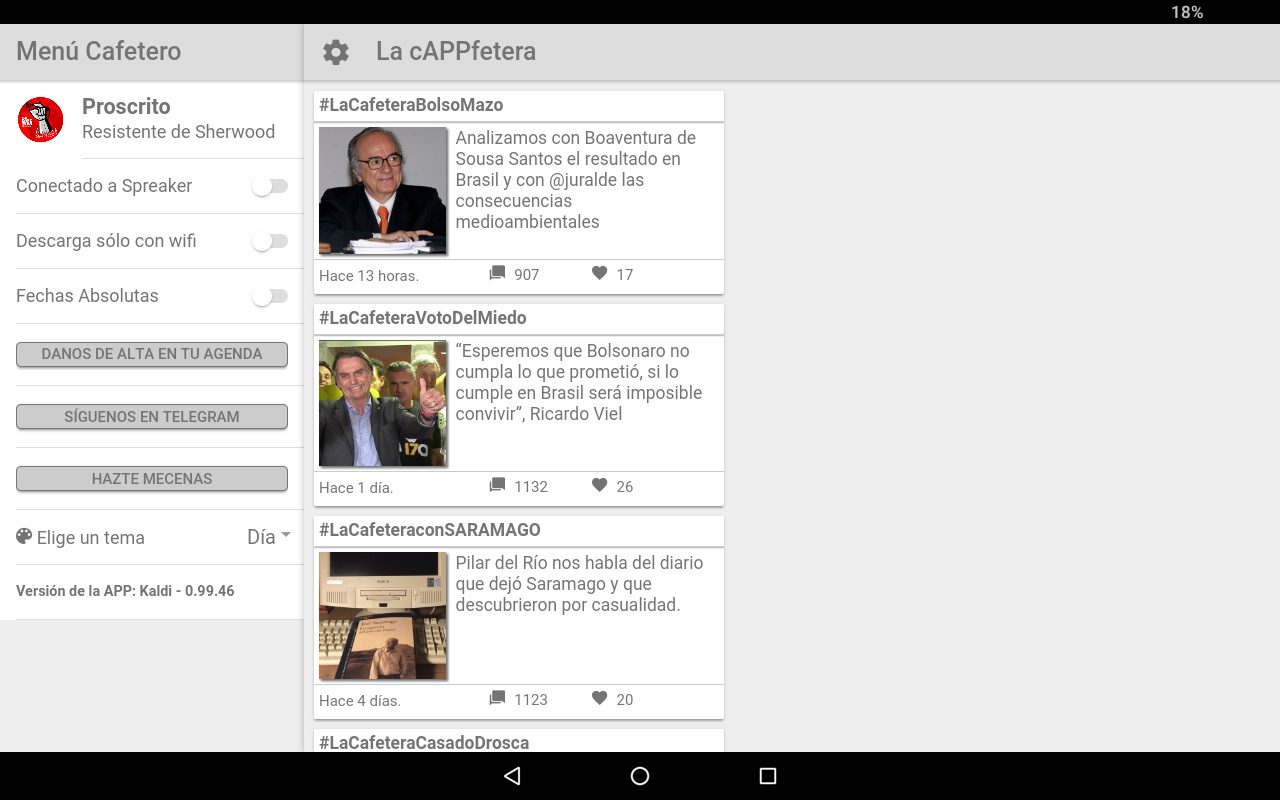 18%
Menú Cafetero
La cAPPfetera
Proscrito
Resistente de Sherwood
Conectado a Spreaker
Descarga sólo con wifi
Fechas Absolutas
DANOS DE ALTA EN TU AGENDA
SÍGUENOS EN TELEGRAM
HAZTE MECENAS
Elige un tema
Día
Versión de la APP: Kaldi - 0.99.46
#LaCafeteraBolsoMazo
Analizamos con Boaventura de
Sousa Santos el resultado en
Brasil y con @juralde las
consecuencias
medioambientales
Hace 13 horas.
907
17
#LaCafeteraVotoDelMiedo
“Esperemos que Bolsonaro no
cumpla lo que prometió, si lo
cumple en Brasil será imposible
convivir”, Ricardo Viel
170
Hace 1 día.
1132
26
#LaCafeteraconSARAMAGO
Pilar del Río nos habla del diario
que dejó Saramago y que
descubrieron por casualidad.
José Saramago
Hace 4 días.
1123
20
#LaCafeteraCasadoDrosca